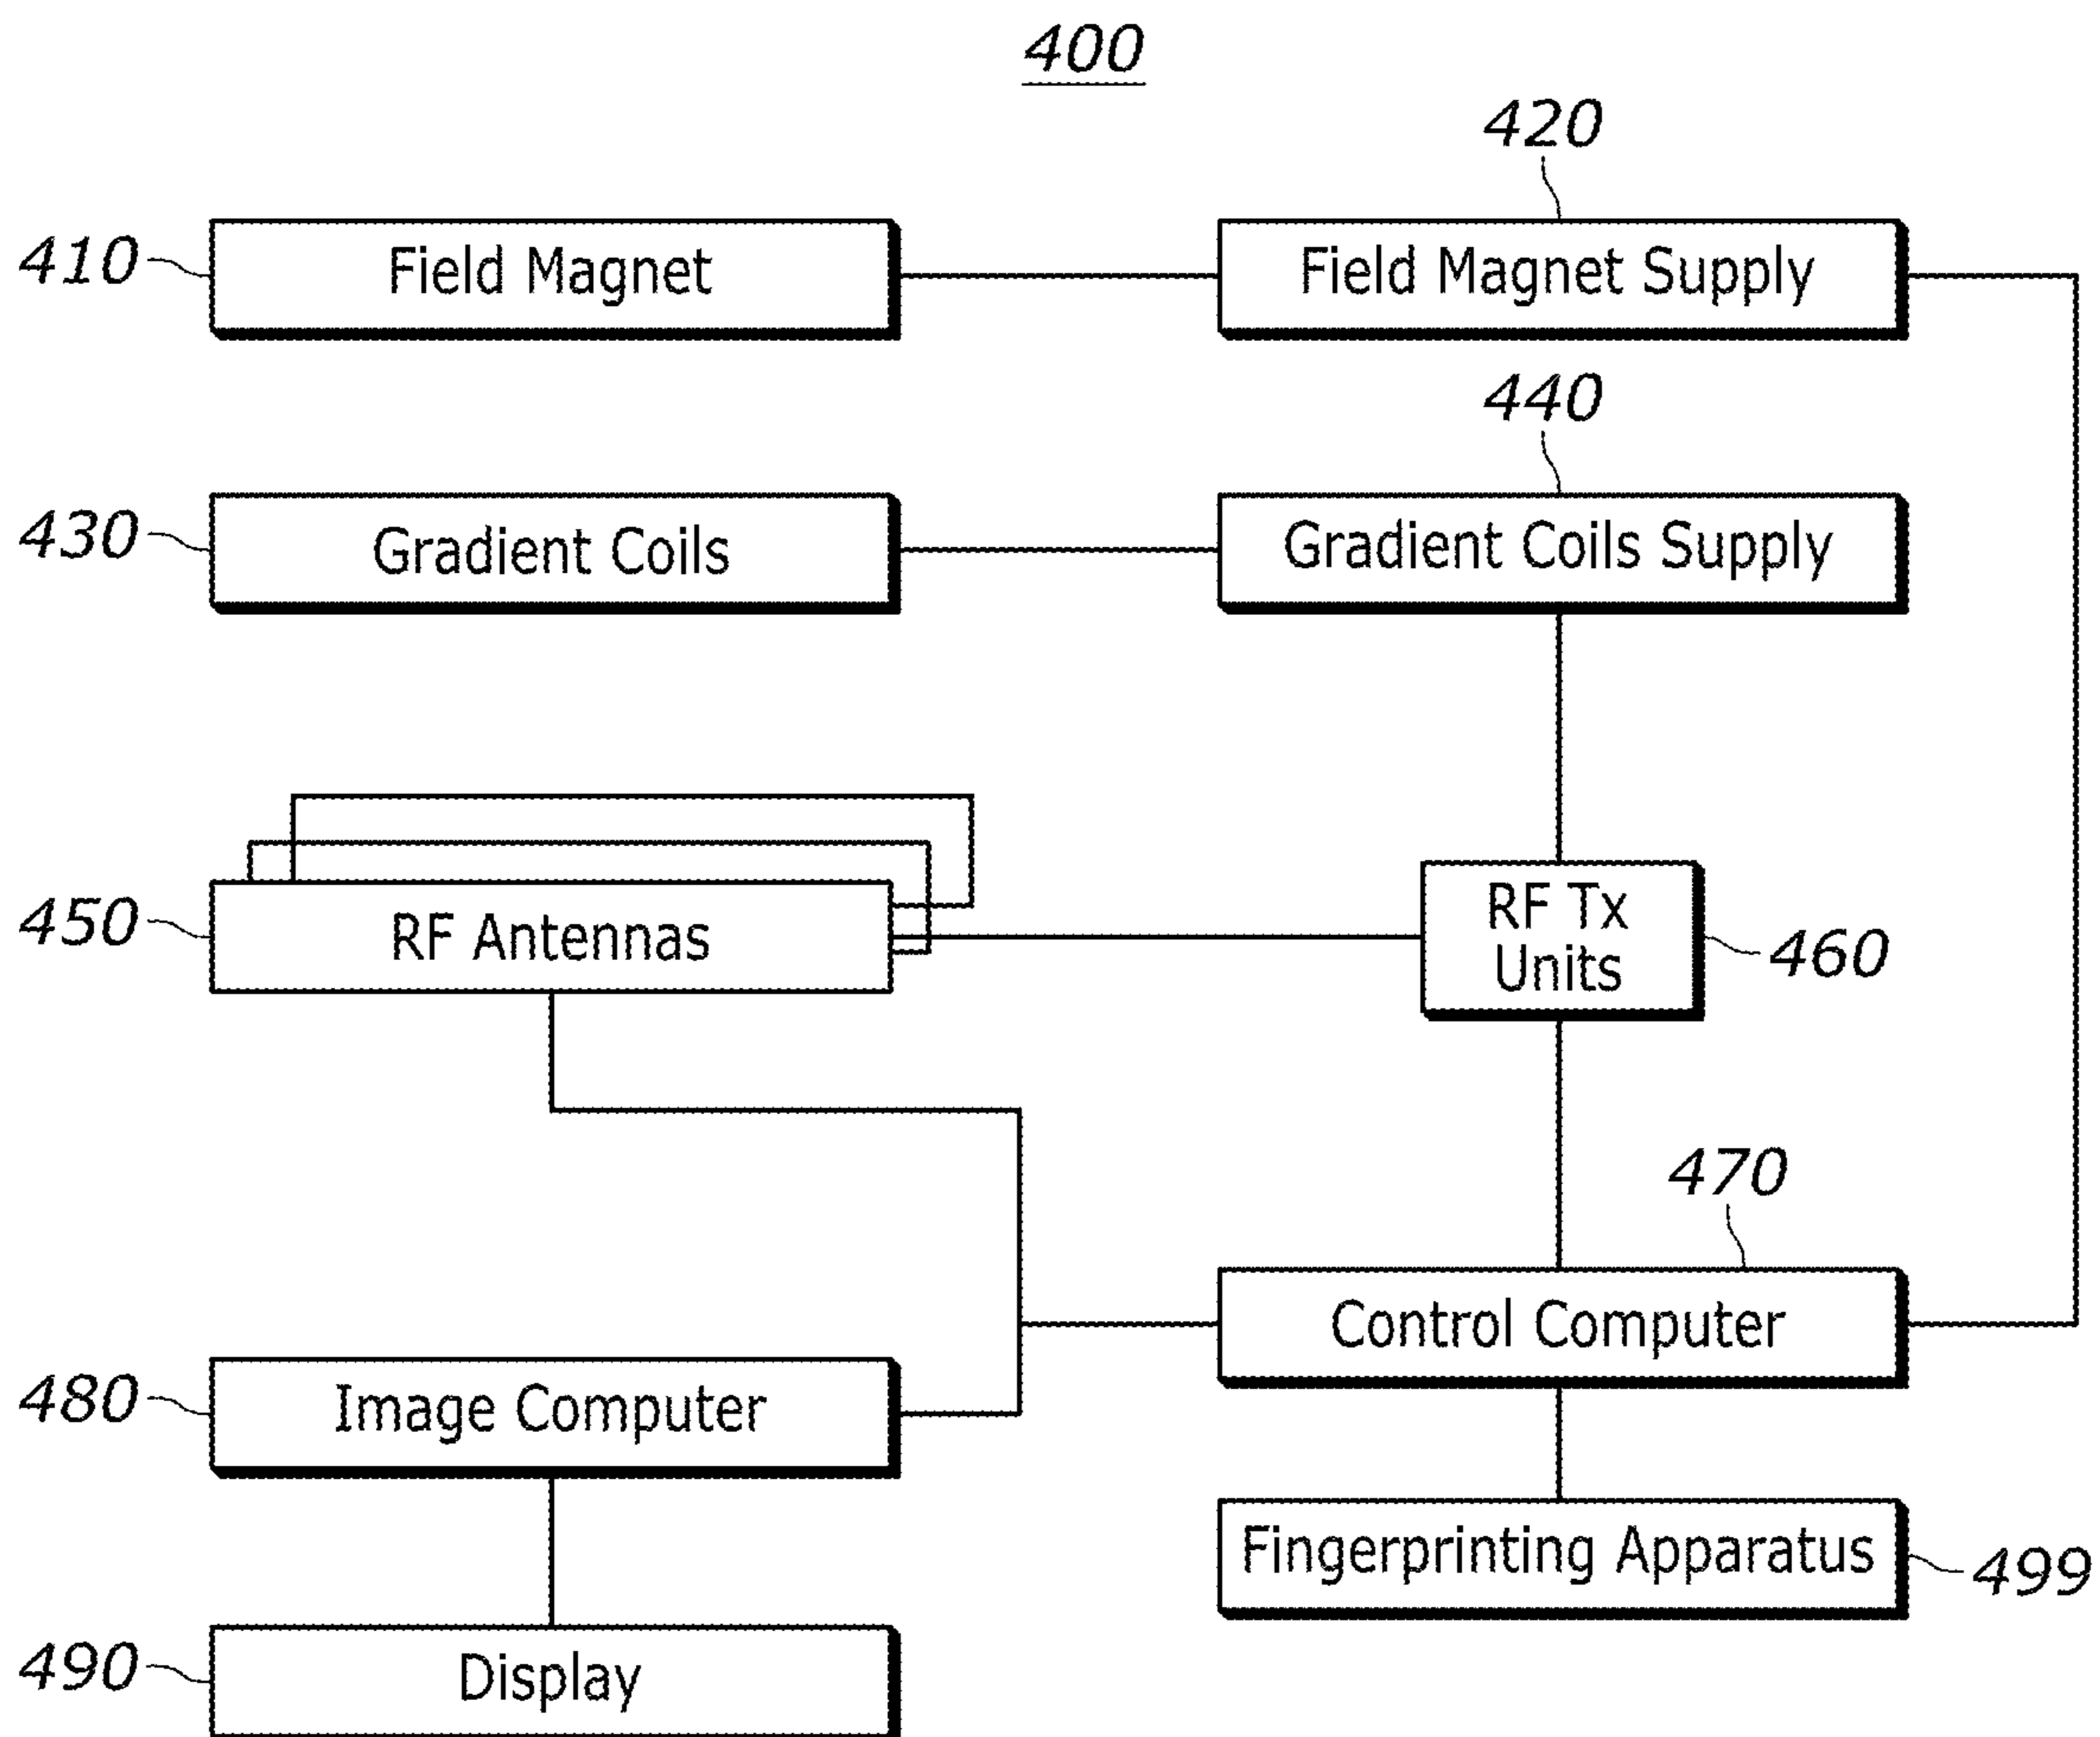 400
420
410
Field Magnet
Field Magnet Supply
440
430
Gradient Coils
Gradient Coils Supply
450
RF Antennas
RF Tx
Units
460
470
Control Computer
480
Image Computer
Fingerprinting Apparatus
499
490
Display